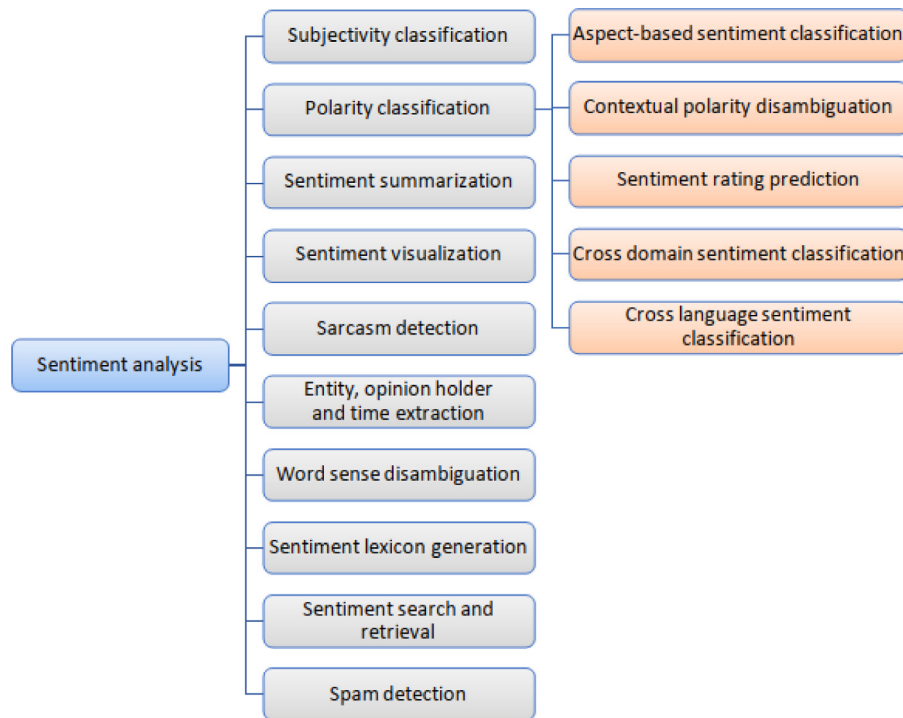 Sentiment analysis
Subjectivity classification
Polarity classification
Sentiment summarization
Sentiment visualization
Sarcasm detection
Entity, opinion holder
and time extraction
Word sense disambiguation
Sentiment lexicon generation
Sentiment search and
retrieval
Spam detection
Aspect-based sentiment classification
Contextual polarity disambiguation
Sentiment rating prediction
Cross domain sentiment classification
Cross language sentiment
classification